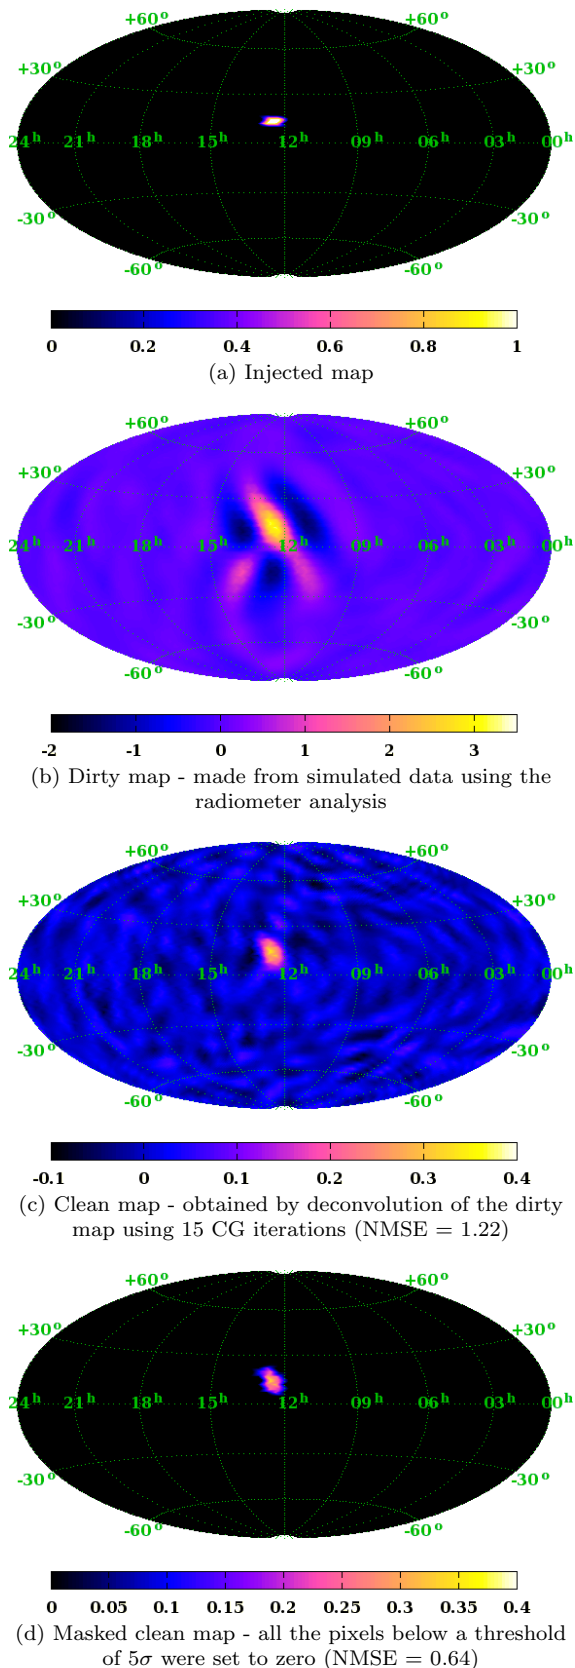 +60° +60°
+30° +30°
24ʰ 21ʰ 18ʰ 15ʰ 12ʰ 09ʰ 06ʰ 03ʰ 00ʰ
-30° -30°
-60° -60°
0 0.2 0.4 0.6 0.8 1
(a) Injected map
+60° +60°
+30° +30°
24ʰ 21ʰ 18ʰ 15ʰ 12ʰ 09ʰ 06ʰ 03ʰ 00ʰ
-30° -30°
-60° -60°
-2 -1 0 1 2 3
(b) Dirty map - made from simulated data using the
radiometer analysis
+60° +60°
+30° +30°
24ʰ 21ʰ 18ʰ 15ʰ 12ʰ 09ʰ 06ʰ 03ʰ 00ʰ
-30° -30°
-60° -60°
-0.1 0 0.1 0.2 0.3 0.4
(c) Clean map - obtained by deconvolution of the dirty
map using 15 CG iterations (NMSE = 1.22)
+60° +60°
+30° +30°
24ʰ 21ʰ 18ʰ 15ʰ 12ʰ 09ʰ 06ʰ 03ʰ 00ʰ
-30° -30°
-60° -60°
0 0.05 0.1 0.15 0.2 0.25 0.3 0.35 0.4
(d) Masked clean map - all the pixels below a threshold
of 5σ were set to zero (NMSE = 0.64)